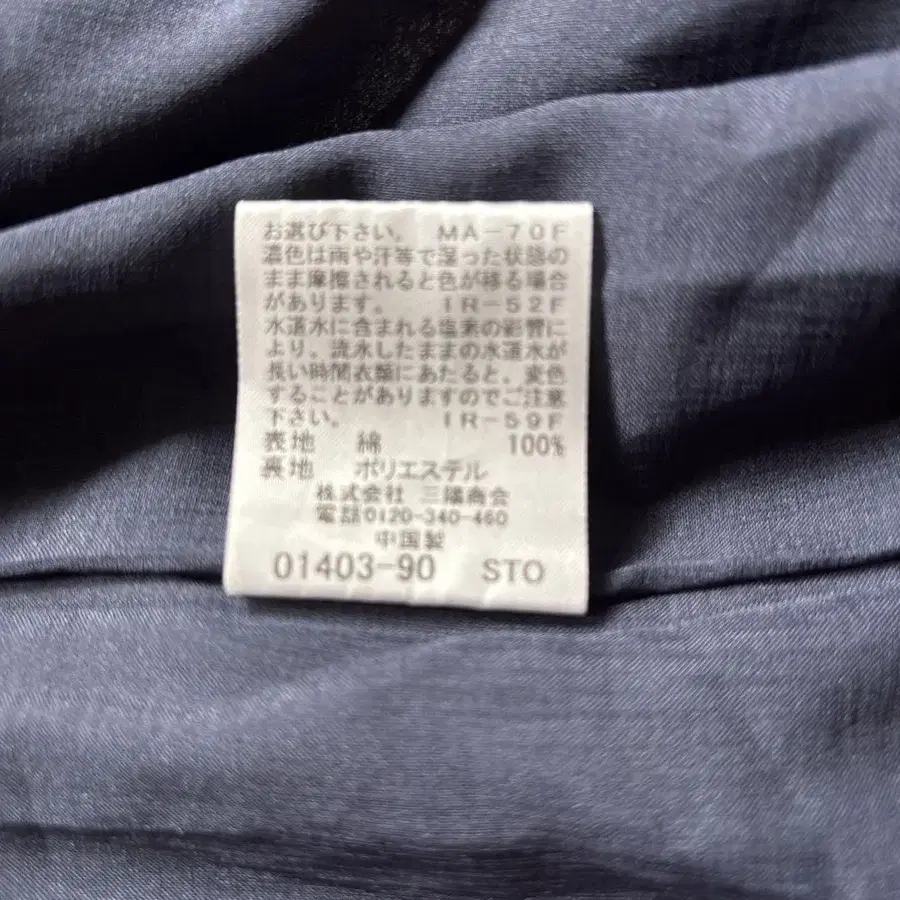 お選び下さい。 MA-70F
濃色は雨や汗等で湿った状態の
まま摩擦されると色が移る場合
があります。 IR-52F
水道水に含まれる塩素の影響に
より、流水したままの水道水が
長い時間衣類にあたると、変色
することがありますのでご注意
下さい。 IR-59F
表地 綿 100%
裏地 ポリエステル
株式会社 三陽商会
電話0120-340-460
中国製
01403-90 STO